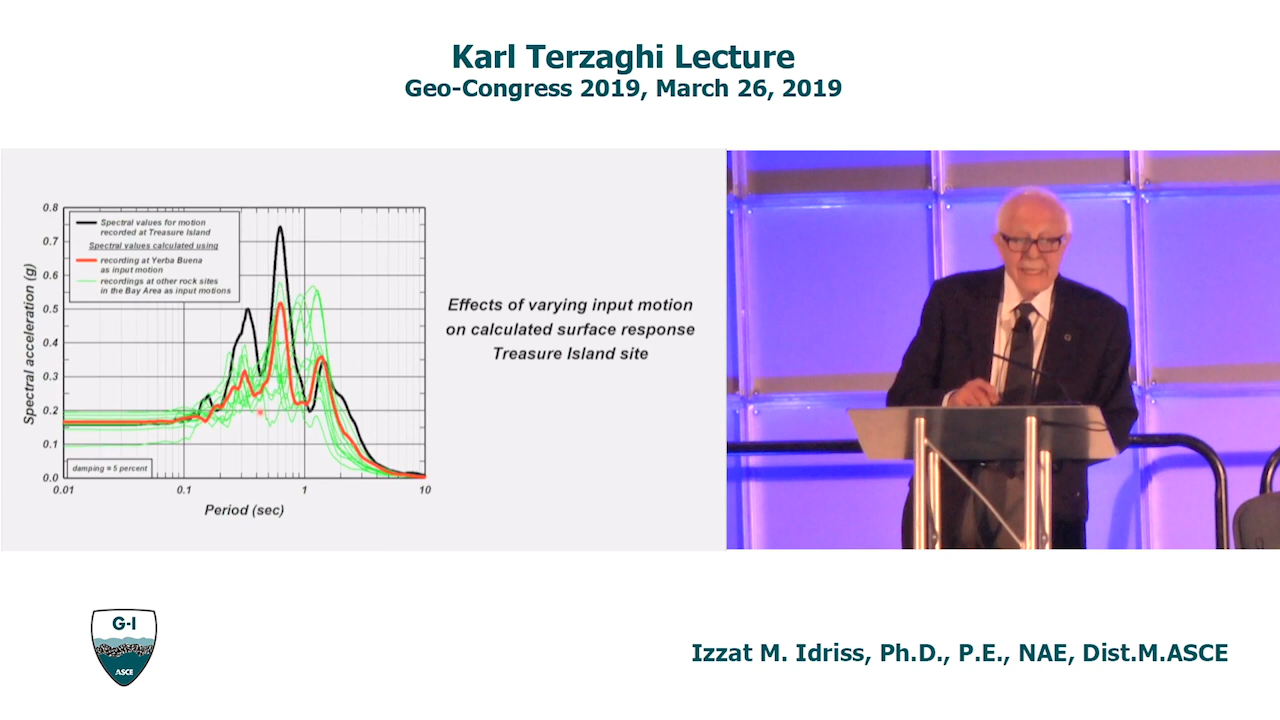 Karl Terzaghi Lecture
Geo-Congress 2019, March 26, 2019
0.8
0.7
0.6
0.5
0.4
0.3
0.2
0.1
0.0
Spectral acceleration (g)
Spectral values for motion
recorded at Treasure Island
Spectral values calculated using
recording at Yerba Buena
as input motion
recordings at other rock sites
in the Bay Area as input motions
damping = 5 percent
0.01
0.1
1
10
Period (sec)
Effects of varying input motion
on calculated surface response
Treasure Island site
G-I
ASCE
Izzat M. Idriss, Ph.D., P.E., NAE, Dist.M.ASCE